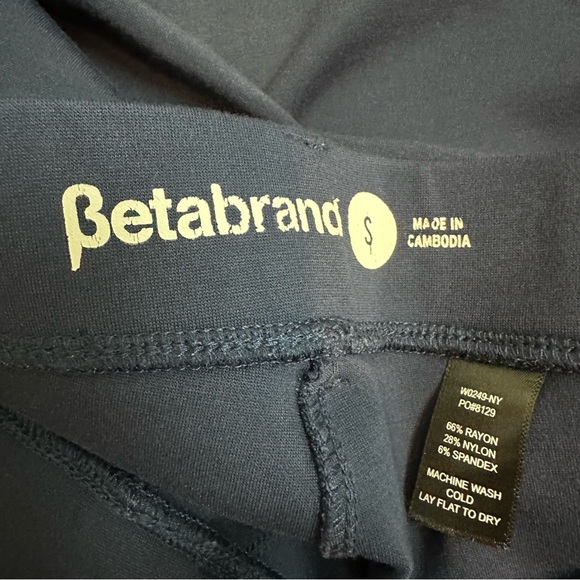 βetabrand
S
MADE IN
CAMBODIA
W0249-NY
PO#8129
66% RAYON
28% NYLON
6% SPANDEX
MACHINE WASH
COLD
LAY FLAT TO DRY